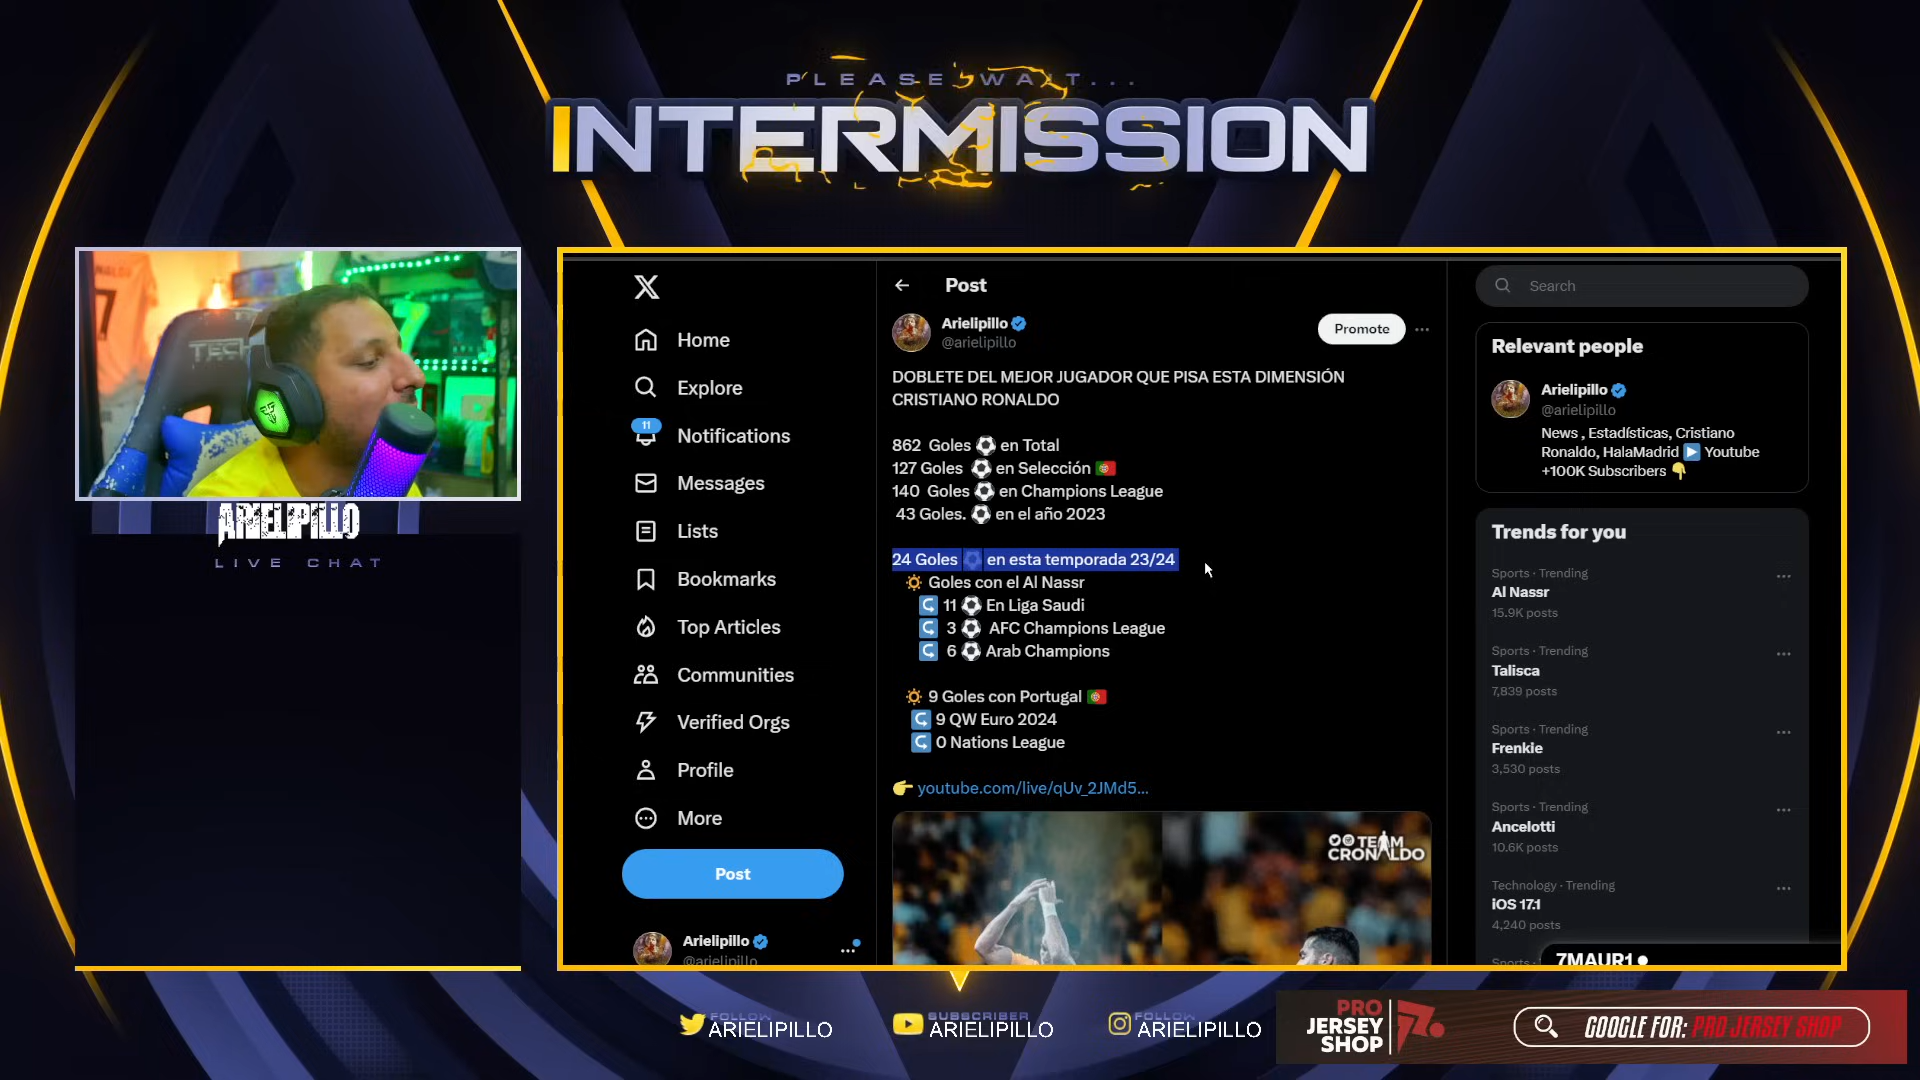 PLEASE WAIT...
INTERMISSION
TECH
7
ARIELIPILLO
LIVE CHAT
X
Home
Explore
11
Notifications
Messages
Lists
Bookmarks
Top Articles
Communities
Verified Orgs
Profile
More
Post
Arielipillo
@arielipillo
Post
Arielipillo
@arielipillo
Promote
DOBLETE DEL MEJOR JUGADOR QUE PISA ESTA DIMENSIÓN
CRISTIANO RONALDO
862 Goles ⚽ en Total
127 Goles ⚽ en Selección 🇵🇹
140 Goles ⚽ en Champions League
43 Goles. ⚽ en el año 2023
24 Goles ⚽ en esta temporada 23/24
🔅 Goles con el Al Nassr
↪️ 11 ⚽ En Liga Saudi
↪️ 3 ⚽ AFC Champions League
↪️ 6 ⚽ Arab Champions
🔅 9 Goles con Portugal 🇵🇹
↪️ 9 QW Euro 2024
↪️ 0 Nations League
👉 youtube.com/live/qUv_2JMd5...
TEAM
CRONALDO
Search
Relevant people
Arielipillo
@arielipillo
News , Estadísticas, Cristiano
Ronaldo, HalaMadrid ▶️ Youtube
+100K Subscribers 👇
Trends for you
Sports · Trending
Al Nassr
15.9K posts
Sports · Trending
Talisca
7,839 posts
Sports · Trending
Frenkie
3,530 posts
Sports · Trending
Ancelotti
10.6K posts
Technology · Trending
iOS 17.1
4,240 posts
Sports ·
7MAUR1
FOLLOW
ARIELIPILLO
SUBSCRIBER
ARIELIPILLO
FOLLOW
ARIELIPILLO
PRO
JERSEY
SHOP
GOOGLE FOR: PRO JERSEY SHOP